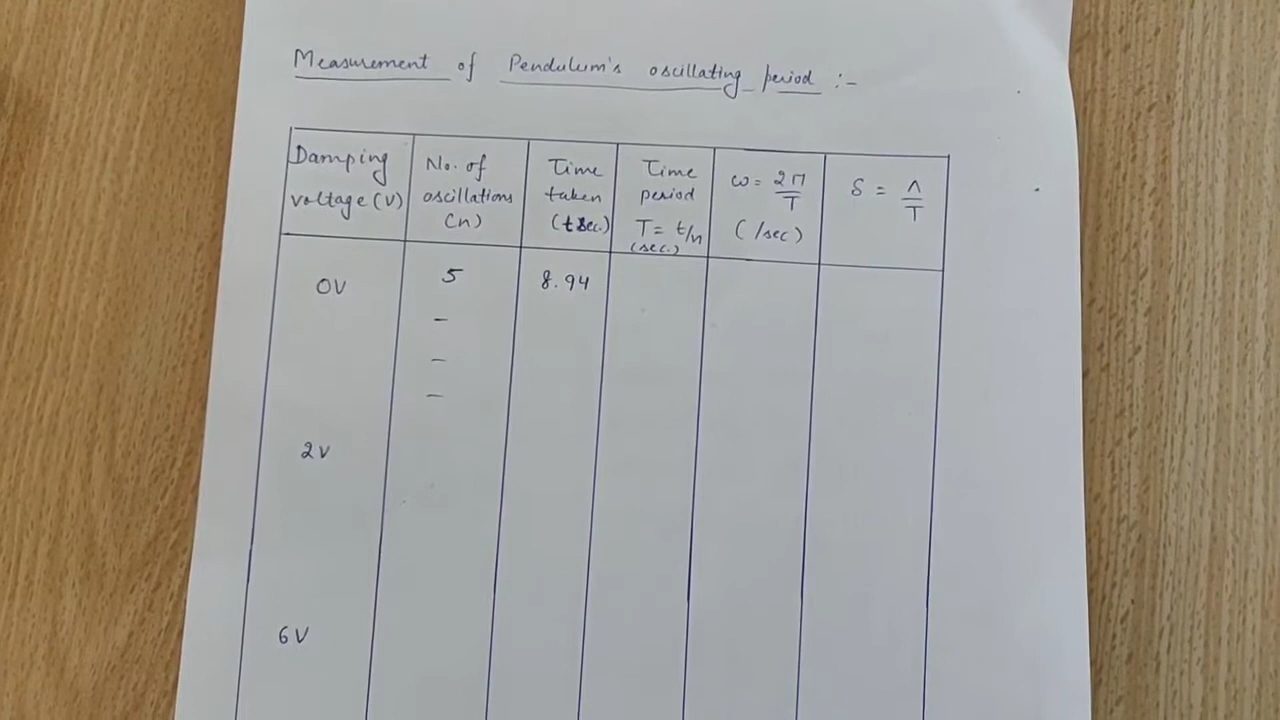 Measurement of Pendulum's oscillating period :-
Damping voltage (V)
No. of oscillations (n)
Time taken (t sec.)
Time period T = t/n (sec.)
ω = 2π/T (/sec)
δ = Λ/T
0V 5 8.94
–
–
–
2V
6V